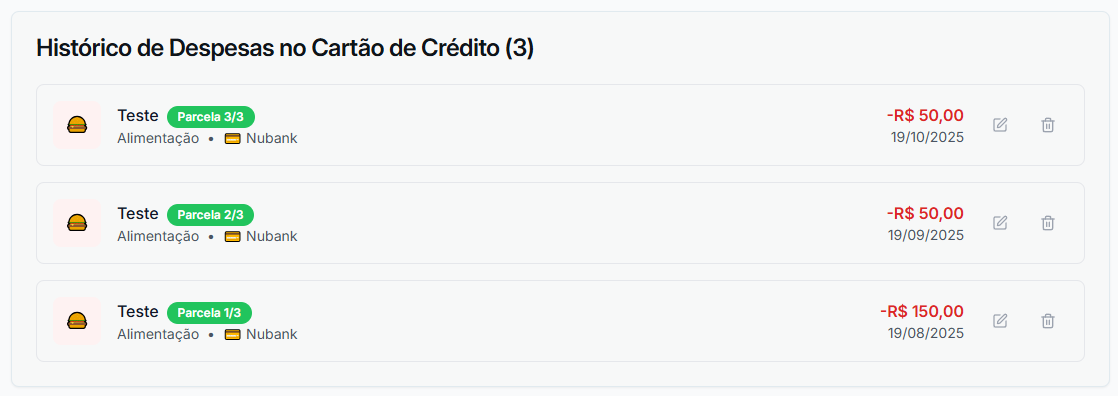 Histórico de Despesas no Cartão de Crédito (3)
Teste Parcela 3/3
Alimentação • Nubank
-R$ 50,00
19/10/2025
Teste Parcela 2/3
Alimentação • Nubank
-R$ 50,00
19/09/2025
Teste Parcela 1/3
Alimentação • Nubank
-R$ 150,00
19/08/2025